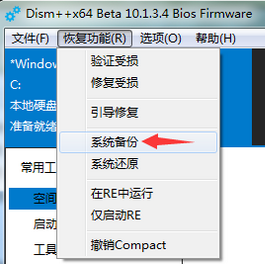 Dism++x64 Beta 10.1.3.4 Bios Firmware
文件(F) 恢复功能(R) 选项(O) 帮助(H)
*Window
C:
本地硬盘
准备就绪
验证受损
修复受损
引导修复
系统备份
系统还原
在RE中运行
仅启动RE
撤销Compact
常用工
空间
启动
工具